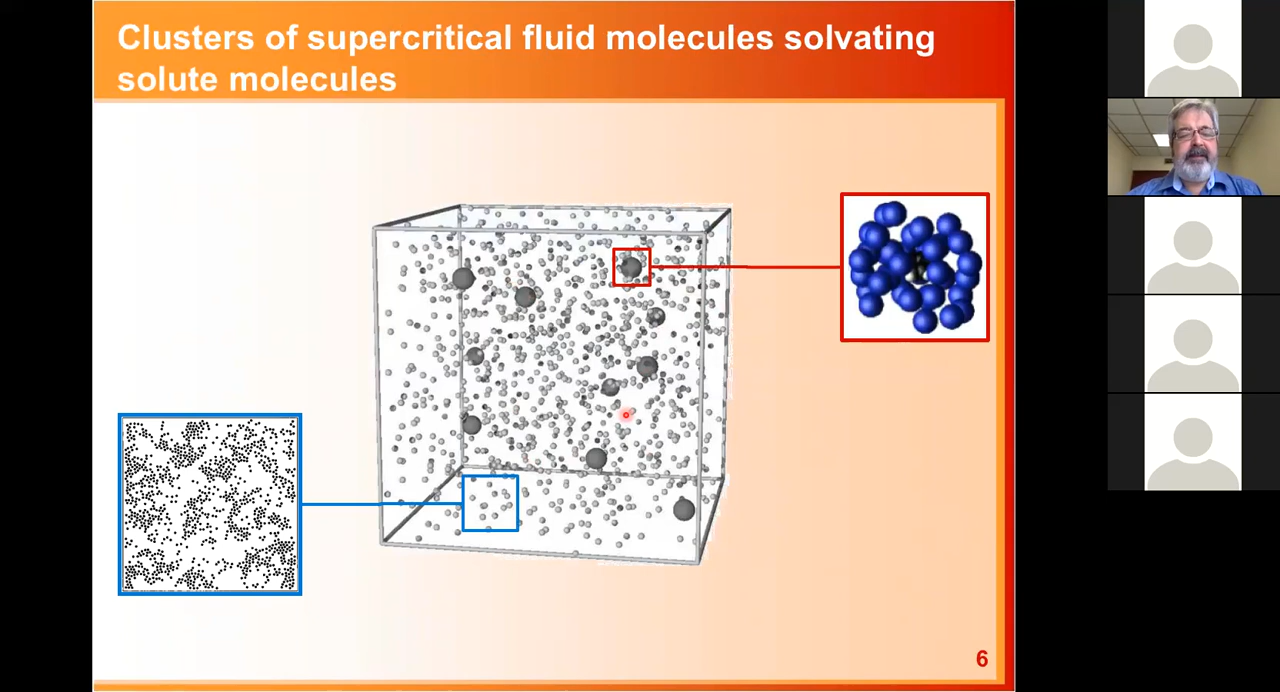 Clusters of supercritical fluid molecules solvating
solute molecules
6